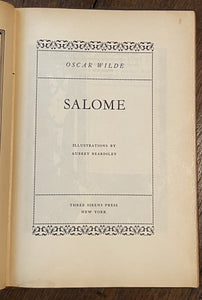 OSCAR WILDE
SALOME
ILLUSTRATIONS BY
AUBREY BEARDSLEY
THREE SIRENS PRESS
NEW YORK